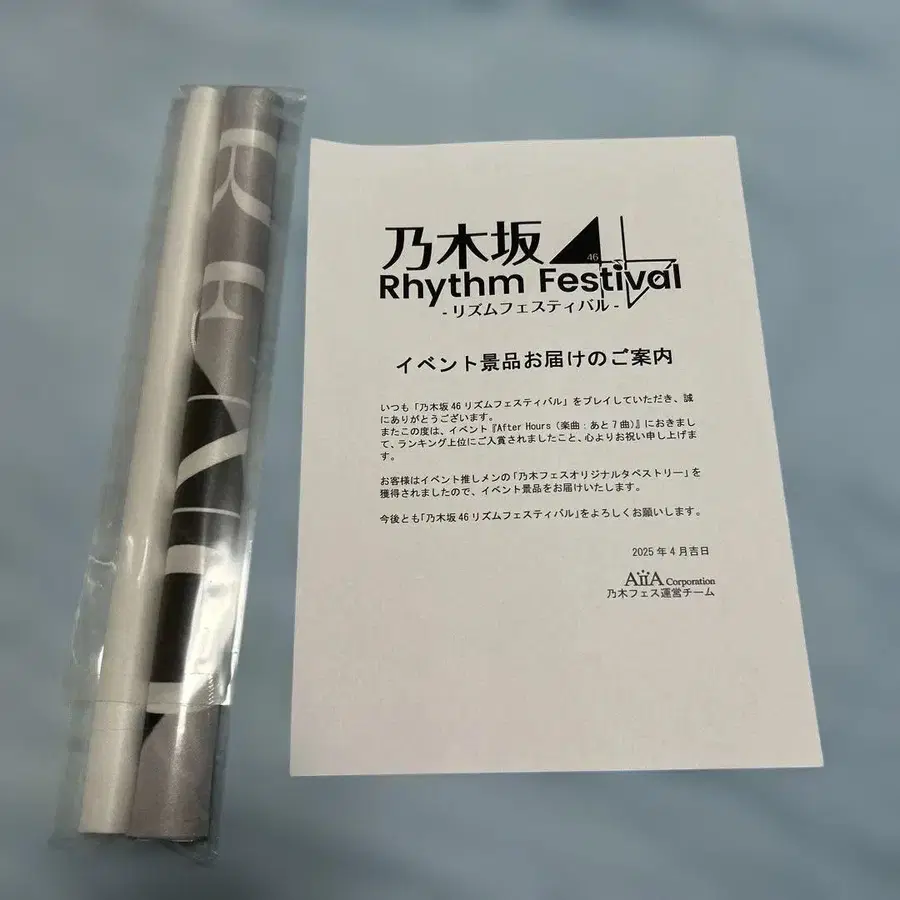 REN
乃木坂
46
Rhythm Festival
- リズムフェスティバル -
イベント景品お届けのご案内
いつも「乃木坂46リズムフェスティバル」をプレイしていただき、誠
にありがとうございます。
またこの度は、イベント『After Hours（楽曲：あと7曲）』におきまし
て、ランキング上位にご入賞されましたこと、心よりお祝い申し上げま
す。
お客様はイベント推しメンの「乃木フェスオリジナルタペストリー」を
獲得されましたので、イベント景品をお届けいたします。
今後とも「乃木坂46リズムフェスティバル」をよろしくお願いします。
2025年4月吉日
AiiA Corporation
乃木フェス運営チーム